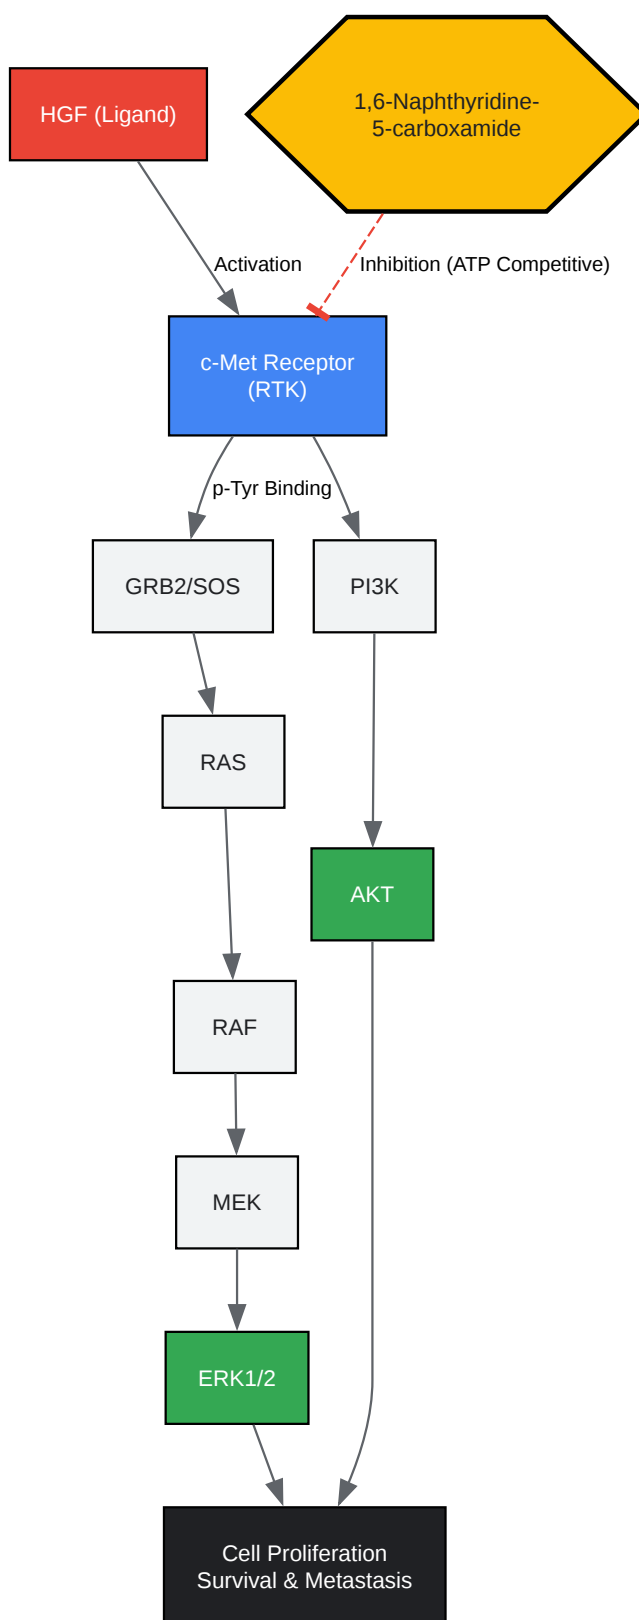 HGF (Ligand)
1,6-Naphthyridine-
5-carboxamide
Activation
Inhibition (ATP Competitive)
c-Met Receptor
(RTK)
p-Tyr Binding
GRB2/SOS
PI3K
RAS
AKT
RAF
MEK
ERK1/2
Cell Proliferation
Survival & Metastasis